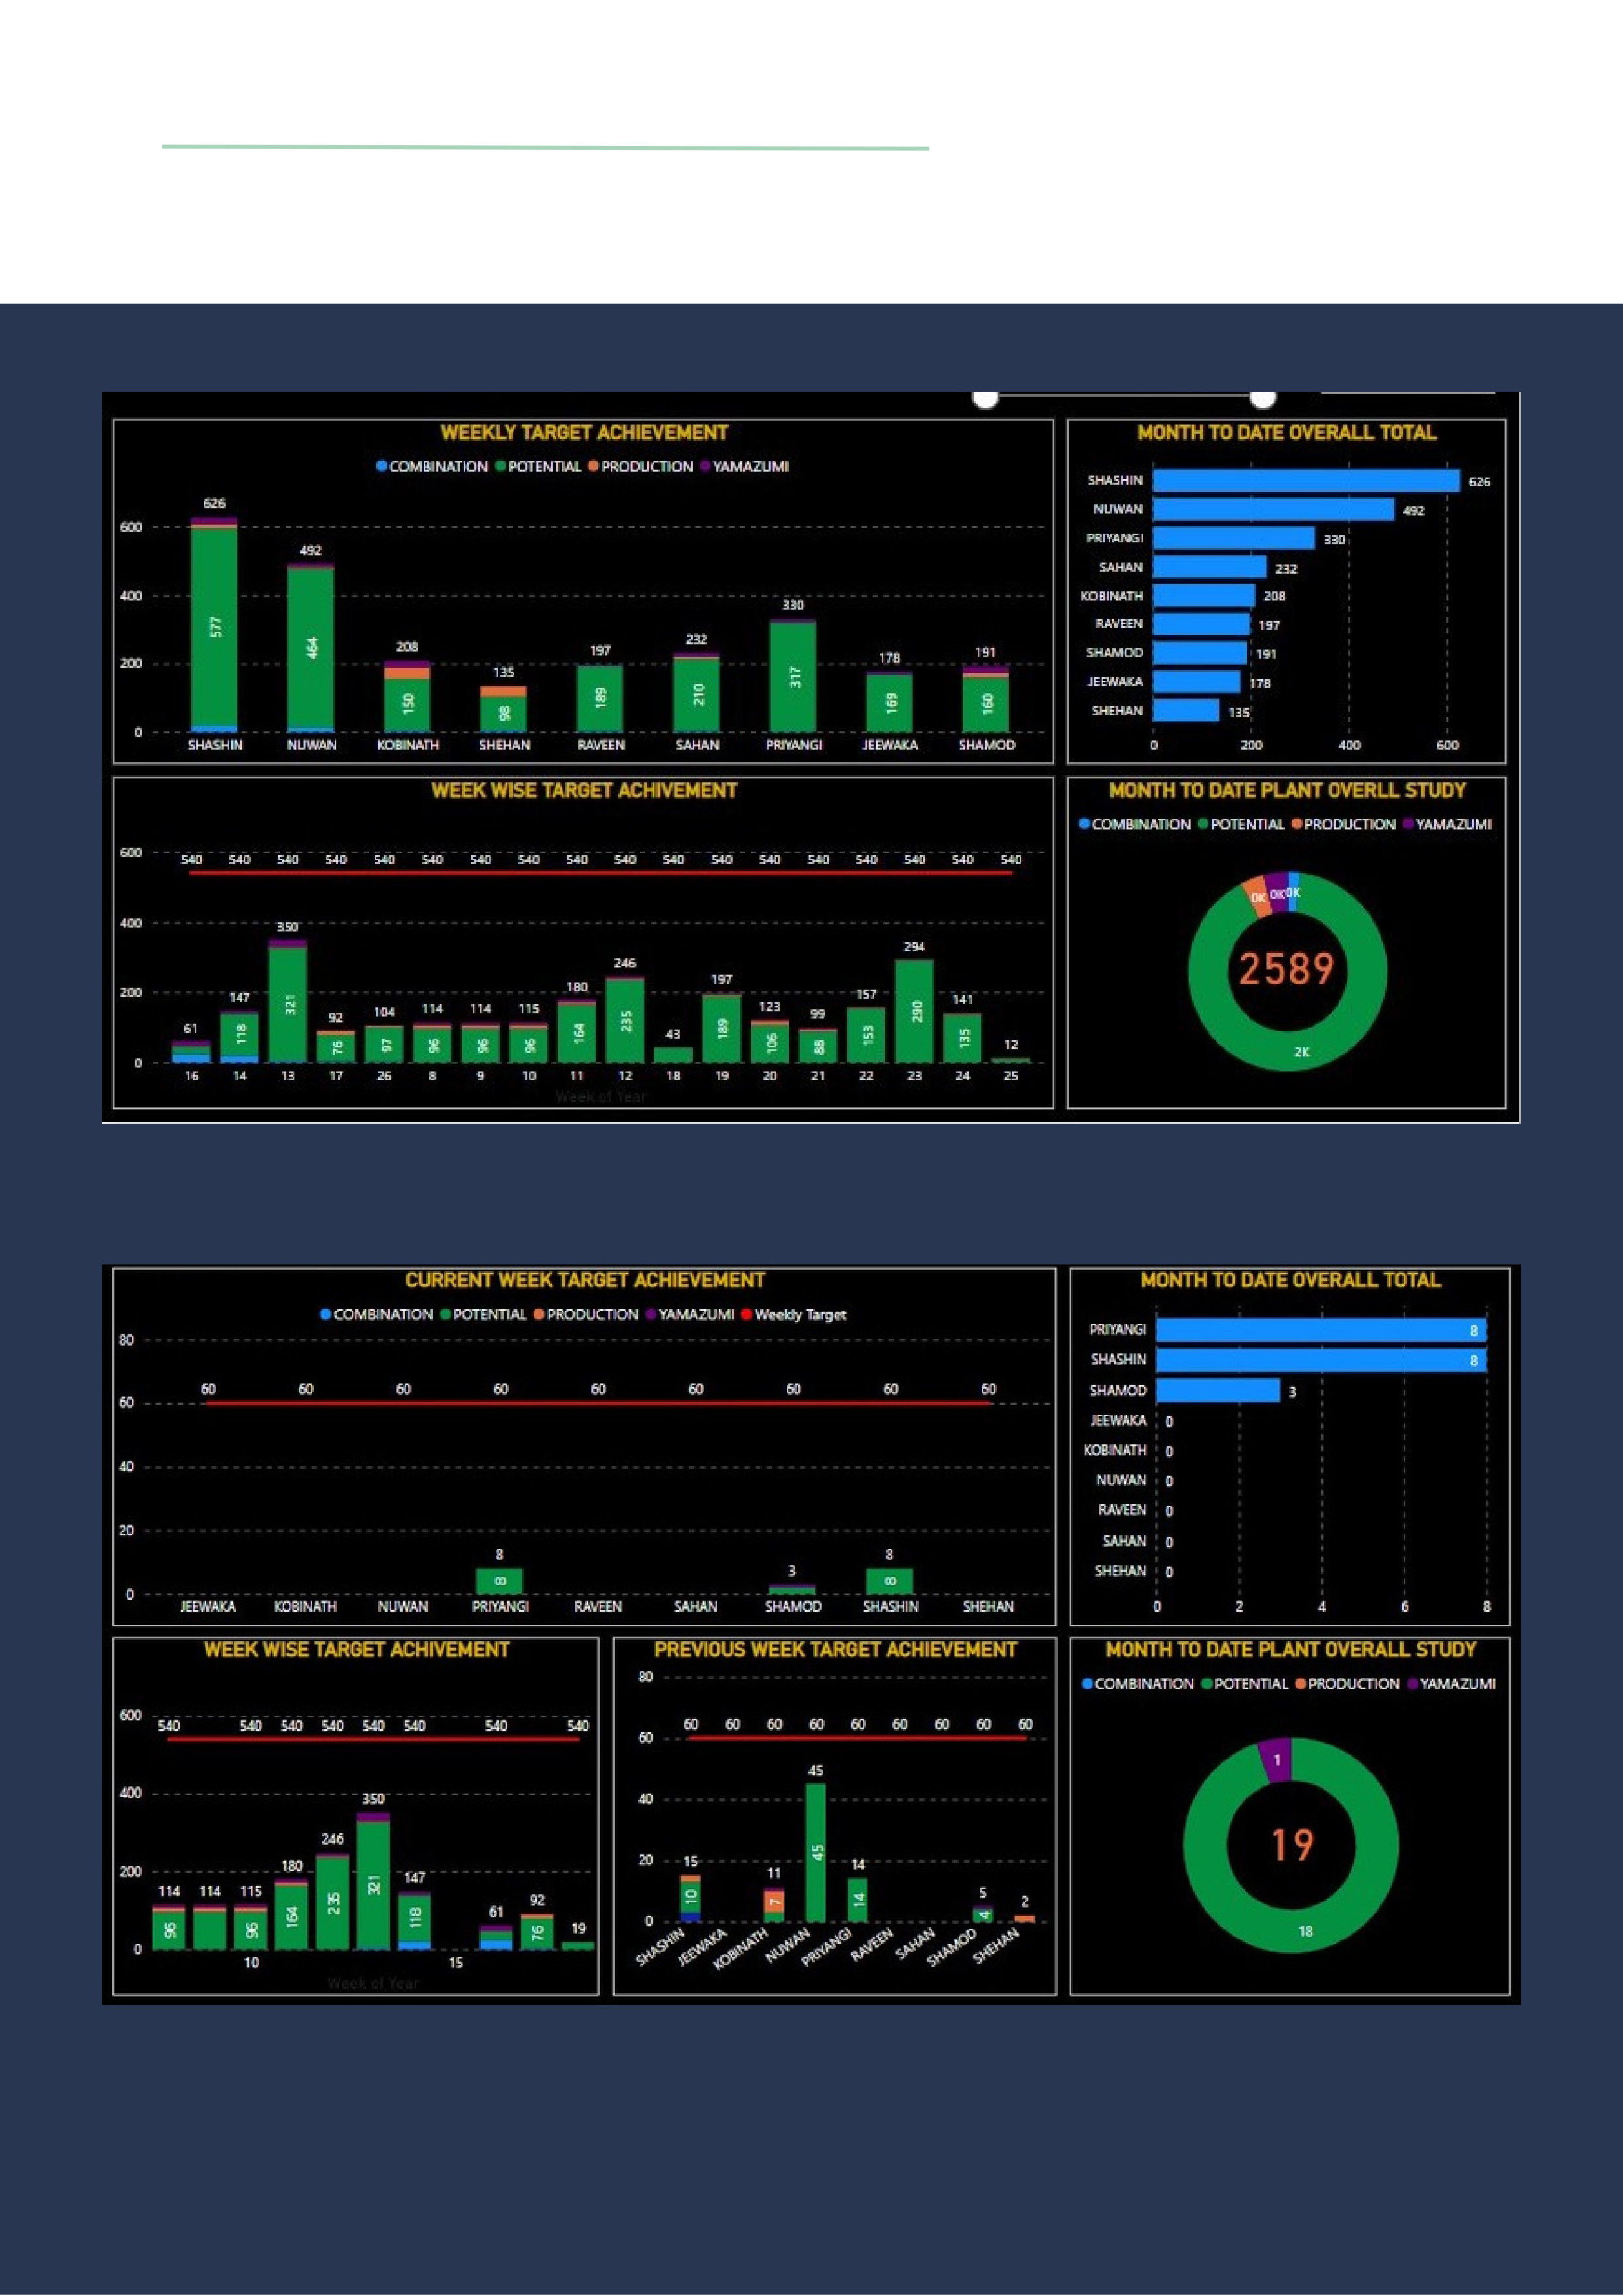 WEEKLY TARGET ACHIEVEMENT
COMBINATION POTENTIAL PRODUCTION YAMAZUMI
600
400
200
0
626
492
208
135
197
232
330
178
191
577
464
150
98
189
210
317
169
160
SHASHIN NUWAN KOBINATH SHEHAN RAVEEN SAHAN PRIYANGI JEEWAKA SHAMOD
MONTH TO DATE OVERALL TOTAL
SHASHIN 626
NUWAN 492
PRIYANGI 330
SAHAN 232
KOBINATH 208
RAVEEN 197
SHAMOD 191
JEEWAKA 178
SHEHAN 135
0 200 400 600
WEEK WISE TARGET ACHIVEMENT
600
400
200
0
540 540 540 540 540 540 540 540 540 540 540 540 540 540 540 540 540 540
61 147 350 92 104 114 114 115 180 246 43 197 123 99 157 294 141 12
118 321 76 97 96 96 96 164 235 189 106 88 153 290 135
16 14 13 17 26 8 9 10 11 12 18 19 20 21 22 23 24 25
Week of Year
MONTH TO DATE PLANT OVERLL STUDY
COMBINATION POTENTIAL PRODUCTION YAMAZUMI
0K 0K 0K
2589
2K
CURRENT WEEK TARGET ACHIEVEMENT
COMBINATION POTENTIAL PRODUCTION YAMAZUMI Weekly Target
80
60
40
20
0
60 60 60 60 60 60 60 60 60
8 3 8
8 8
JEEWAKA KOBINATH NUWAN PRIYANGI RAVEEN SAHAN SHAMOD SHASHIN SHEHAN
MONTH TO DATE OVERALL TOTAL
PRIYANGI 8
SHASHIN 8
SHAMOD 3
JEEWAKA 0
KOBINATH 0
NUWAN 0
RAVEEN 0
SAHAN 0
SHEHAN 0
0 2 4 6 8
WEEK WISE TARGET ACHIVEMENT
600
400
200
0
540 540 540 540 540 540 540 540
114 114 115 180 246 350 147 61 92 19
96 96 164 235 321 118 76
10 15
Week of Year
PREVIOUS WEEK TARGET ACHIEVEMENT
80
60
40
20
0
60 60 60 60 60 60 60 60 60
15 11 45 14 5 2
10 7 45 14 4
SHASHIN JEEWAKA KOBINATH NUWAN PRIYANGI RAVEEN SAHAN SHAMOD SHEHAN
MONTH TO DATE PLANT OVERALL STUDY
COMBINATION POTENTIAL PRODUCTION YAMAZUMI
1
19
18